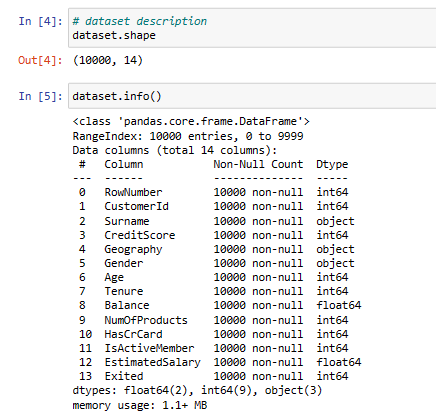 In [4]: # dataset description
dataset.shape
Out[4]: (10000, 14)
In [5]: dataset.info()
<class 'pandas.core.frame.DataFrame'>
RangeIndex: 10000 entries, 0 to 9999
Data columns (total 14 columns):
 #   Column           Non-Null Count  Dtype
---  ------           --------------  -----
 0   RowNumber        10000 non-null  int64
 1   CustomerId       10000 non-null  int64
 2   Surname          10000 non-null  object
 3   CreditScore      10000 non-null  int64
 4   Geography        10000 non-null  object
 5   Gender           10000 non-null  object
 6   Age              10000 non-null  int64
 7   Tenure           10000 non-null  int64
 8   Balance          10000 non-null  float64
 9   NumOfProducts    10000 non-null  int64
 10  HasCrCard        10000 non-null  int64
 11  IsActiveMember   10000 non-null  int64
 12  EstimatedSalary  10000 non-null  float64
 13  Exited           10000 non-null  int64
dtypes: float64(2), int64(9), object(3)
memory usage: 1.1+ MB